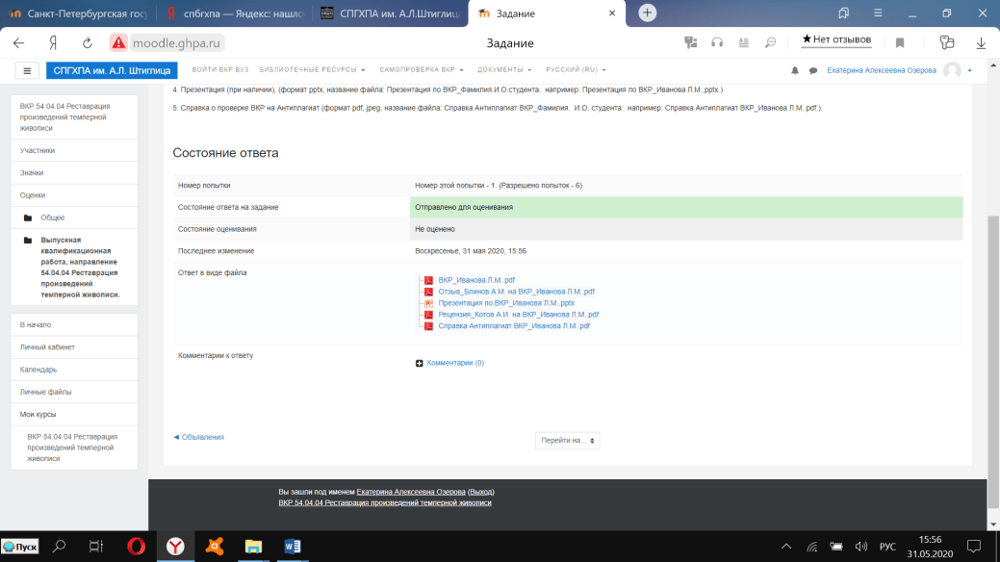 Санкт-Петербургская госу
спбгхпа — Яндекс: нашло
СПГХПА им. А.Л.Штиглиц
Задание
moodle.ghpa.ru
Задание
★ Нет отзывов
СПГХПА им. А.Л. Штиглица
ВОЙТИ ВКР ВУЗ
БИБЛИОТЕЧНЫЕ РЕСУРСЫ
САМОПРОВЕРКА ВКР
ДОКУМЕНТЫ
РУССКИЙ (RU)
Екатерина Алексеевна Озерова
ВКР 54.04.04 Реставрация
произведений темперной
живописи
Участники
Значки
Оценки
Общее
Выпускная
квалификационная
работа, направление
54.04.04 Реставрация
произведений
темперной живописи.
В начало
Личный кабинет
Календарь
Личные файлы
Мои курсы
ВКР 54.04.04 Реставрация
произведений темперной
живописи
4. Презентация (при наличии), (формат pptx, название файла: Презентация по ВКР_Фамилия.И.О.студента. например: Презентация по ВКР_Иванова Л.М..pptx.)
5. Справка о проверке ВКР на Антиплагиат (формат pdf, jpeg, название файла: Справка Антиплагиат ВКР_Фамилия. И.О. студента. например: Справка Антиплагиат ВКР_Иванова Л.М..pdf.).
Состояние ответа
Номер попытки
Номер этой попытки - 1. (Разрешено попыток - 6)
Состояние ответа на задание
Отправлено для оценивания
Состояние оценивания
Не оценено
Последнее изменение
Воскресенье, 31 мая 2020, 15:56
Ответ в виде файла
ВКР_Иванова Л.М..pdf
Отзыв_Блинов А.М. на ВКР_Иванова Л.М..pdf
Презентация по ВКР_Иванова Л.М..pptx
Рецензия_Котов А.И. на ВКР_Иванова Л.М..pdf
Справка Антиплагиат ВКР_Иванова Л.М..pdf
Комментарии к ответу
Комментарии (0)
◄ Объявления
Перейти на...
Вы зашли под именем Екатерина Алексеевна Озерова (Выход)
ВКР 54.04.04 Реставрация произведений темперной живописи
Пуск
РУС
15:56
31.05.2020